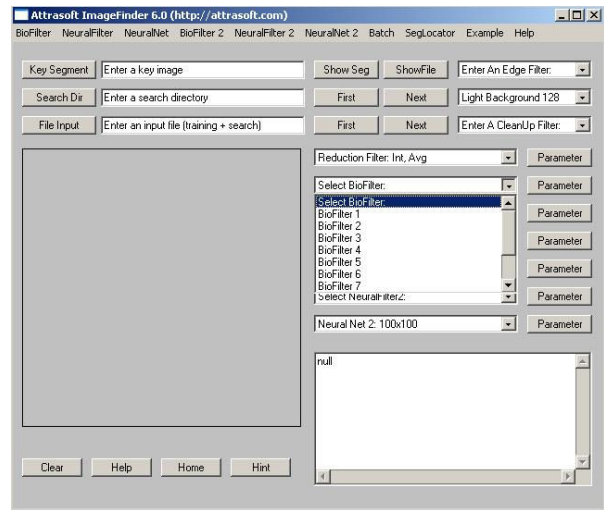 Attrasoft ImageFinder 6.0 (http://attrasoft.com)
BioFilter NeuralFilter NeuralNet BioFilter 2 NeuralFilter 2 NeuralNet 2 Batch SegLocator Example Help
Key Segment Enter a key image Show Seg ShowFile Enter An Edge Filter:
Search Dir Enter a search directory First Next Light Background 128
File Input Enter an input file (training + search) First Next Enter A CleanUp Filter:
Reduction Filter: Int, Avg Parameter
Select BioFilter: Parameter
Select BioFilter:
BioFilter 1 Parameter
BioFilter 2
BioFilter 3 Parameter
BioFilter 4
BioFilter 5 Parameter
BioFilter 6
BioFilter 7
Select NeuralFilter2: Parameter
Neural Net 2: 100x100 Parameter
null
Clear Help Home Hint